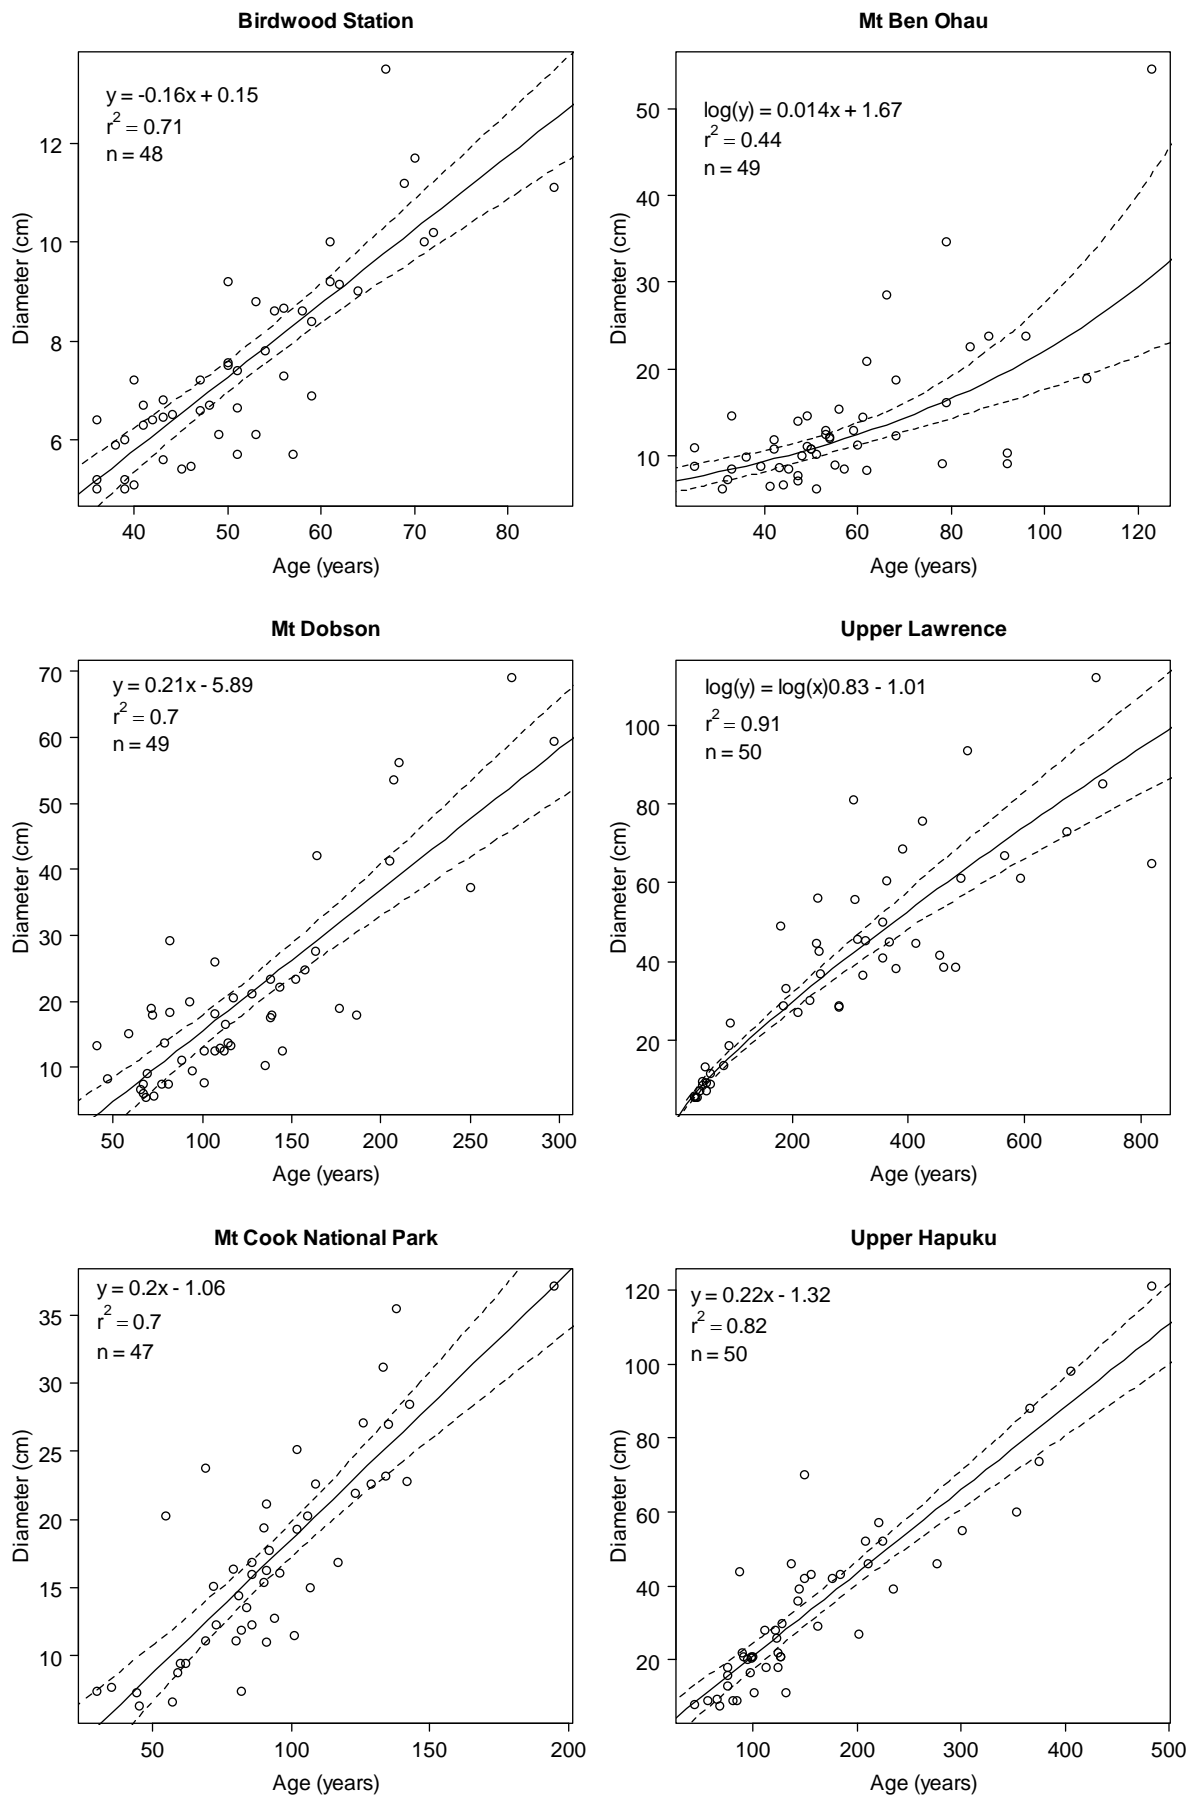 Birdwood Station
y = -0.16x + 0.15
r² = 0.71
n = 48
Diameter (cm)
12
10
8
6
40 50 60 70 80
Age (years)
Mt Ben Ohau
log(y) = 0.014x + 1.67
r² = 0.44
n = 49
Diameter (cm)
50
40
30
20
10
40 60 80 100 120
Age (years)
Mt Dobson
y = 0.21x - 5.89
r² = 0.7
n = 49
Diameter (cm)
70
60
50
40
30
20
10
50 100 150 200 250 300
Age (years)
Upper Lawrence
log(y) = log(x)0.83 - 1.01
r² = 0.91
n = 50
Diameter (cm)
100
80
60
40
20
200 400 600 800
Age (years)
Mt Cook National Park
y = 0.2x - 1.06
r² = 0.7
n = 47
Diameter (cm)
35
30
25
20
15
10
50 100 150 200
Age (years)
Upper Hapuku
y = 0.22x - 1.32
r² = 0.82
n = 50
Diameter (cm)
120
100
80
60
40
20
100 200 300 400 500
Age (years)